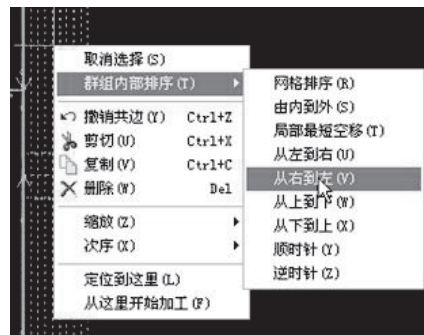 取消选择(S)
群组内部排序(T)
撤销共边(Y) Ctrl+Z
剪切(U) Ctrl+X
复制(V) Ctrl+C
删除(W) Del
缩放(Z)
次序(X)
定位到这里(L)
从这里开始加工(F)
网格排序(R)
由内到外(S)
局部最短空移(T)
从左到右(U)
从右到左(V)
从上到下(W)
从下到上(X)
顺时针(Y)
逆时针(Z)